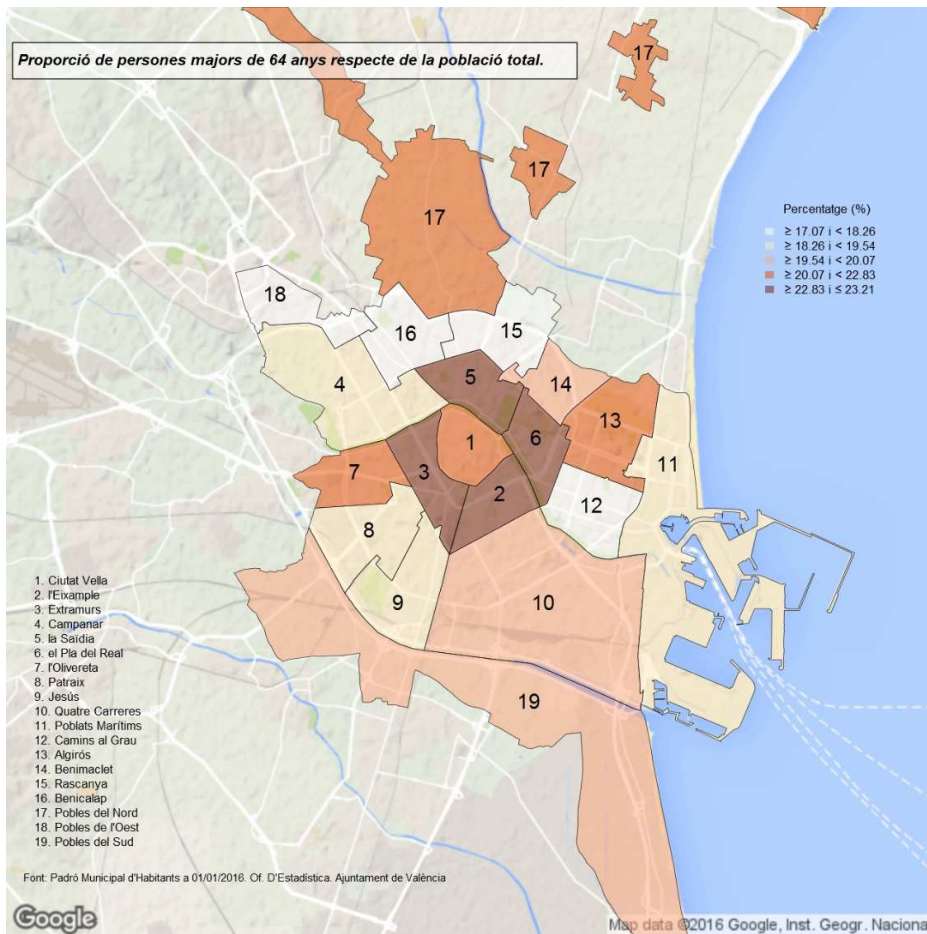 Proporció de persones majors de 64 anys respecte de la població total.
17
17
17
Percentatge (%)
≥ 17.07 i < 18.26
≥ 18.26 i < 19.54
≥ 19.54 i < 20.07
≥ 20.07 i < 22.83
≥ 22.83 i ≤ 23.21
18
16
15
4
5
14
13
1
6
11
7
3
2
12
8
9
10
19
1. Ciutat Vella
2. l'Eixample
3. Extramurs
4. Campanar
5. la Saïdia
6. el Pla del Real
7. l'Olivereta
8. Patraix
9. Jesús
10. Quatre Carreres
11. Poblats Marítims
12. Camins al Grau
13. Algirós
14. Benimaclet
15. Rascanya
16. Benicalap
17. Pobles del Nord
18. Pobles de l'Oest
19. Pobles del Sud
Font: Padró Municipal d'Habitants a 01/01/2016. Of. D'Estadística. Ajuntament de València
Google
Map data ©2016 Google, Inst. Geogr. Naciona